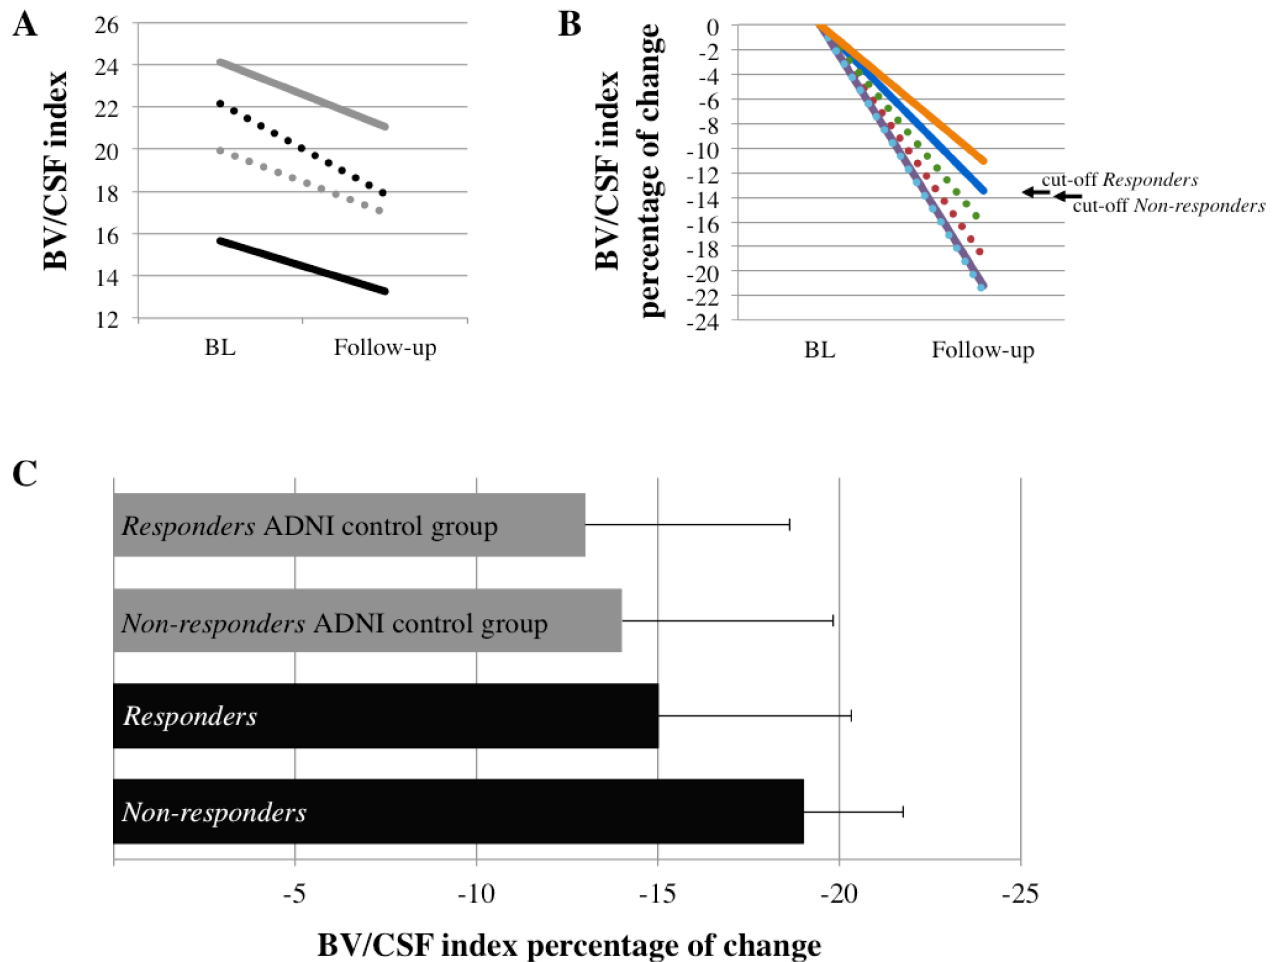 A
BV/CSF index
26
24
22
20
18
16
14
12
BL
Follow-up
B
BV/CSF index
percentage of change
0
-2
-4
-6
-8
-10
-12
-14
-16
-18
-20
-22
-24
BL
Follow-up
cut-off Responders
cut-off Non-responders
C
Responders ADNI control group
Non-responders ADNI control group
Responders
Non-responders
-5
-10
-15
-20
-25
BV/CSF index percentage of change